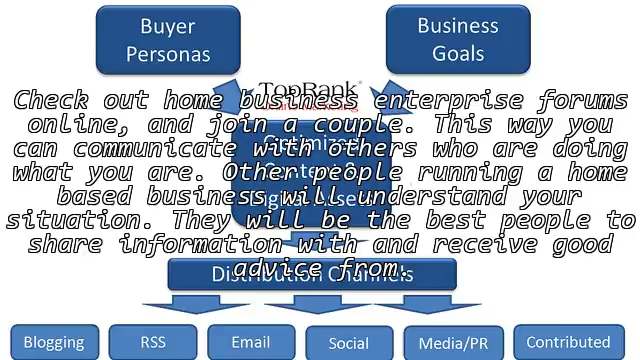 Buyer
Personas
Business
Goals
TopRank®
Check out home business enterprise forums
online, and join a couple. This way you
can communicate with others who are doing
what you are. Other people running a home
based business will understand your
situation. They will be the best people to
share information with and receive good
advice from.
Optimized
Distribution Channels
Blogging
RSS
Email
Social
Media/PR
Contributed